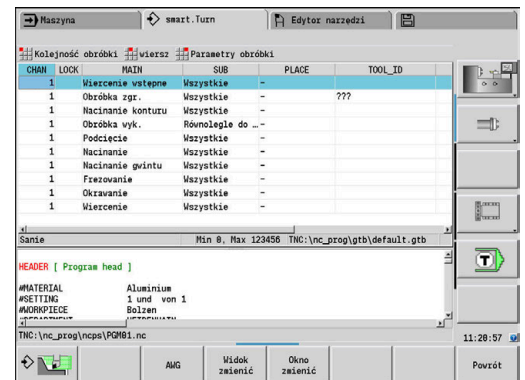 Maszyna smart.Turn Edytor narzędzi
Kolejność obróbki wiersz Parametry obróbki
CHAN LOCK MAIN SUB PLACE TOOL_ID
1 Wiercenie wstępne Wszystkie -
1 Obróbka zgr. Wszystkie - ???
1 Nacinanie konturu Wszystkie -
1 Obróbka wyk. Równolegle do …-
1 Podcięcie Wszystkie -
1 Nacinanie Wszystkie -
1 Nacinanie gwintu Wszystkie -
1 Frezowanie Wszystkie -
1 Okrawanie Wszystkie -
1 Wiercenie Wszystkie -
Sanie Min 0, Max 123456 TNC:\nc_prog\gtb\default.gtb
HEADER [ Program head ]
#MATERIAL Aluminium
#SETTING 1 und von 1
#WORKPIECE Bolzen
TNC:\nc_prog\ncps\PGM01.nc
T
11:28:57
AWG Widok zmienić Okno zmienić Powrót